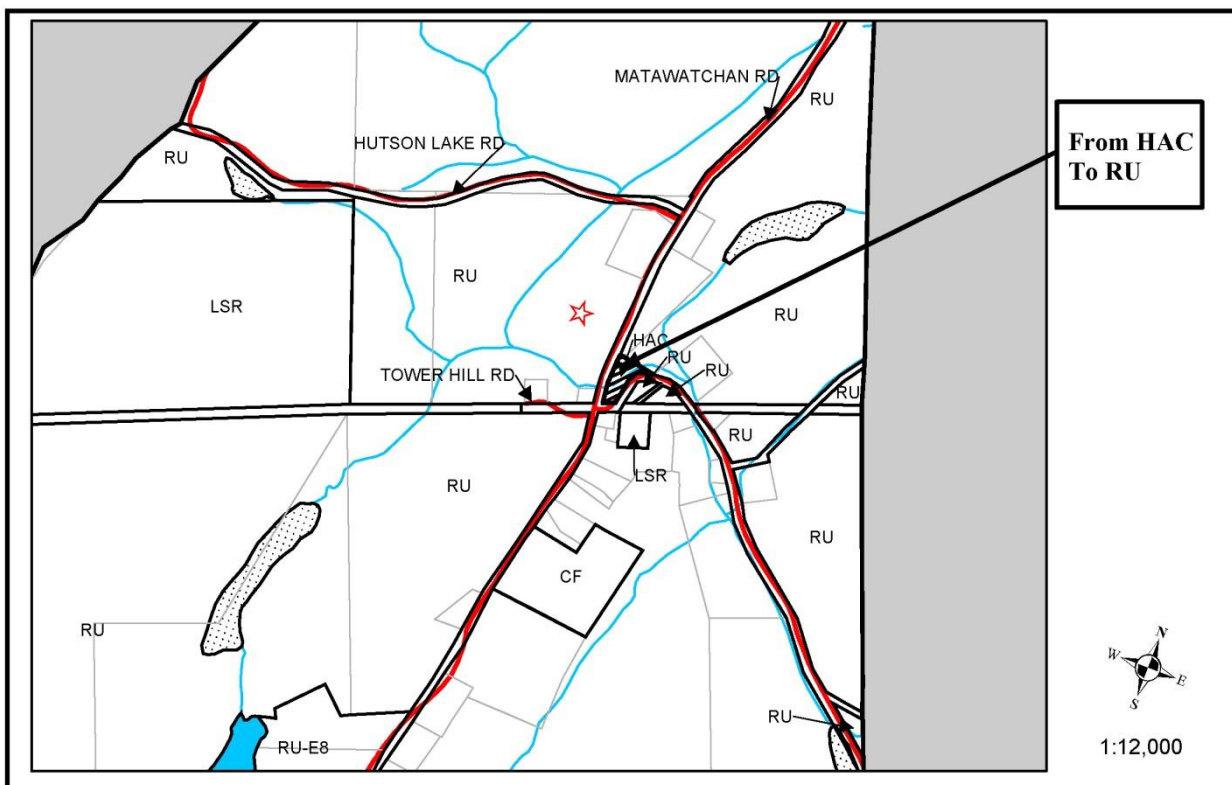 MATAWATCHAN RD
RU
From HAC
To RU
HUTSON LAKE RD
RU
RU
LSR
RU
HAC
RU
TOWER HILL RD
RU
RU
RU
LSR
RU
RU
CF
RU
N
W
E
S
RU
RU-E8
1:12,000